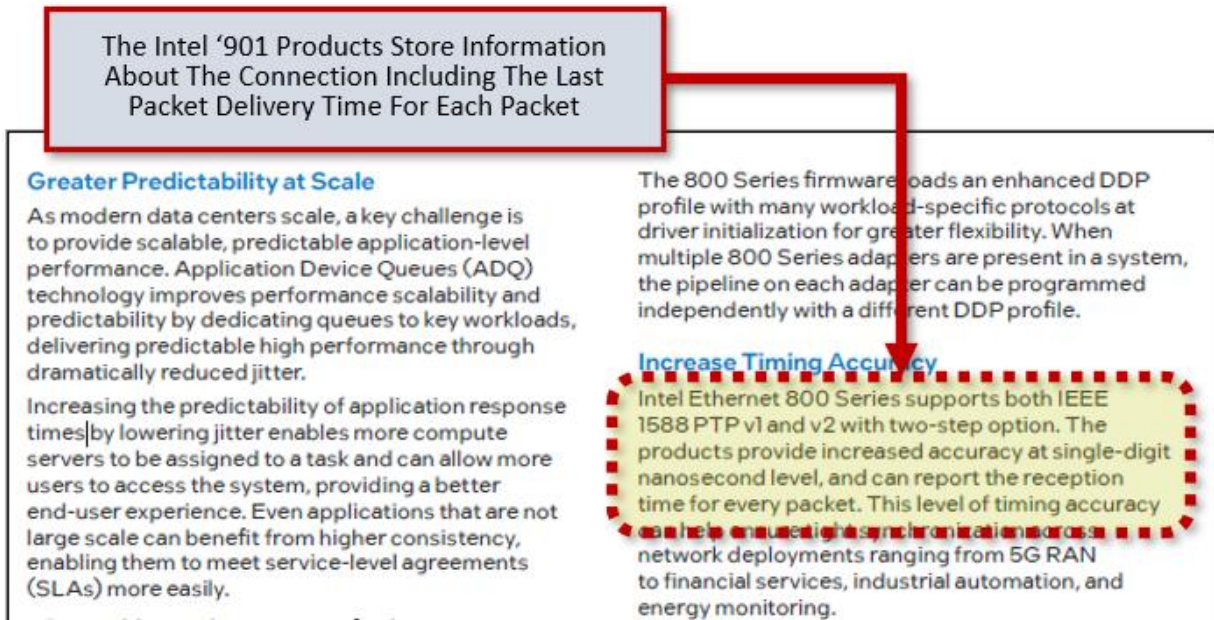 The Intel ‘901 Products Store Information
About The Connection Including The Last
Packet Delivery Time For Each Packet
Greater Predictability at Scale
As modern data centers scale, a key challenge is
to provide scalable, predictable application-level
performance. Application Device Queues (ADQ)
technology improves performance scalability and
predictability by dedicating queues to key workloads,
delivering predictable high performance through
dramatically reduced jitter.
Increasing the predictability of application response
times by lowering jitter enables more compute
servers to be assigned to a task and can allow more
users to access the system, providing a better
end-user experience. Even applications that are not
large scale can benefit from higher consistency,
enabling them to meet service-level agreements
(SLAs) more easily.
The 800 Series firmware loads an enhanced DDP
profile with many workload-specific protocols at
driver initialization for greater flexibility. When
multiple 800 Series adapters are present in a system,
the pipeline on each adapter can be programmed
independently with a different DDP profile.
Increase Timing Accuracy
Intel Ethernet 800 Series supports both IEEE
1588 PTP v1 and v2 with two-step option. The
products provide increased accuracy at single-digit
nanosecond level, and can report the reception
time for every packet. This level of timing accuracy
can help ensure tight synchronization across
network deployments ranging from 5G RAN
to financial services, industrial automation, and
energy monitoring.